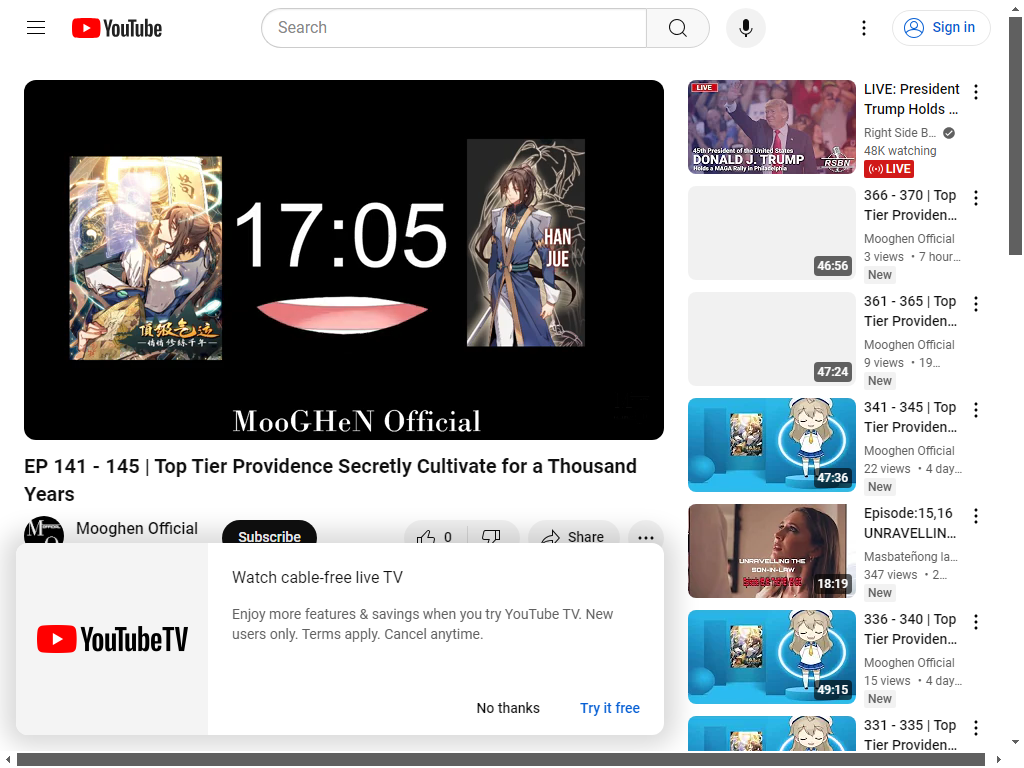 YouTube
Search
Sign in
17:05
頂級气运
悄悄修练千年
HAN
JUE
MooGHeN Official
EP 141 - 145 | Top Tier Providence Secretly Cultivate for a Thousand
Years
Mooghen Official
Subscribe
0
Share
Watch cable-free live TV
Enjoy more features & savings when you try YouTube TV. New
users only. Terms apply. Cancel anytime.
YouTubeTV
No thanks
Try it free
LIVE
45th President of the United States
DONALD J. TRUMP
Holds a MAGA Rally in Philadelphia
RSBN
LIVE: President
Trump Holds ...
Right Side B...
48K watching
LIVE
46:56
366 - 370 | Top
Tier Providen...
Mooghen Official
3 views • 7 hour...
New
47:24
361 - 365 | Top
Tier Providen...
Mooghen Official
9 views • 19...
New
47:36
341 - 345 | Top
Tier Providen...
Mooghen Official
22 views • 4 day...
New
UNRAVELLING THE
SON-IN-LAW
18:19
Episode:15,16
UNRAVELLIN...
Masbateñong la...
347 views • 2...
New
49:15
336 - 340 | Top
Tier Providen...
Mooghen Official
15 views • 4 day...
New
331 - 335 | Top
Tier Providen...